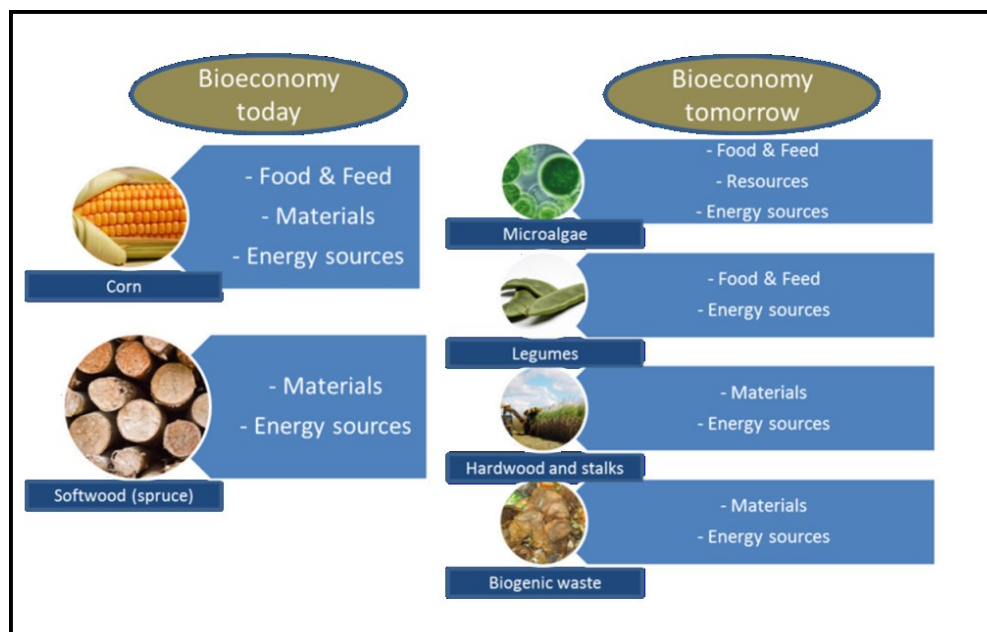 Bioeconomy
today
- Food & Feed
- Materials
- Energy sources
Corn
- Materials
- Energy sources
Softwood (spruce)
Bioeconomy
tomorrow
- Food & Feed
- Resources
- Energy sources
Microalgae
- Food & Feed
- Energy sources
Legumes
- Materials
- Energy sources
Hardwood and stalks
- Materials
- Energy sources
Biogenic waste